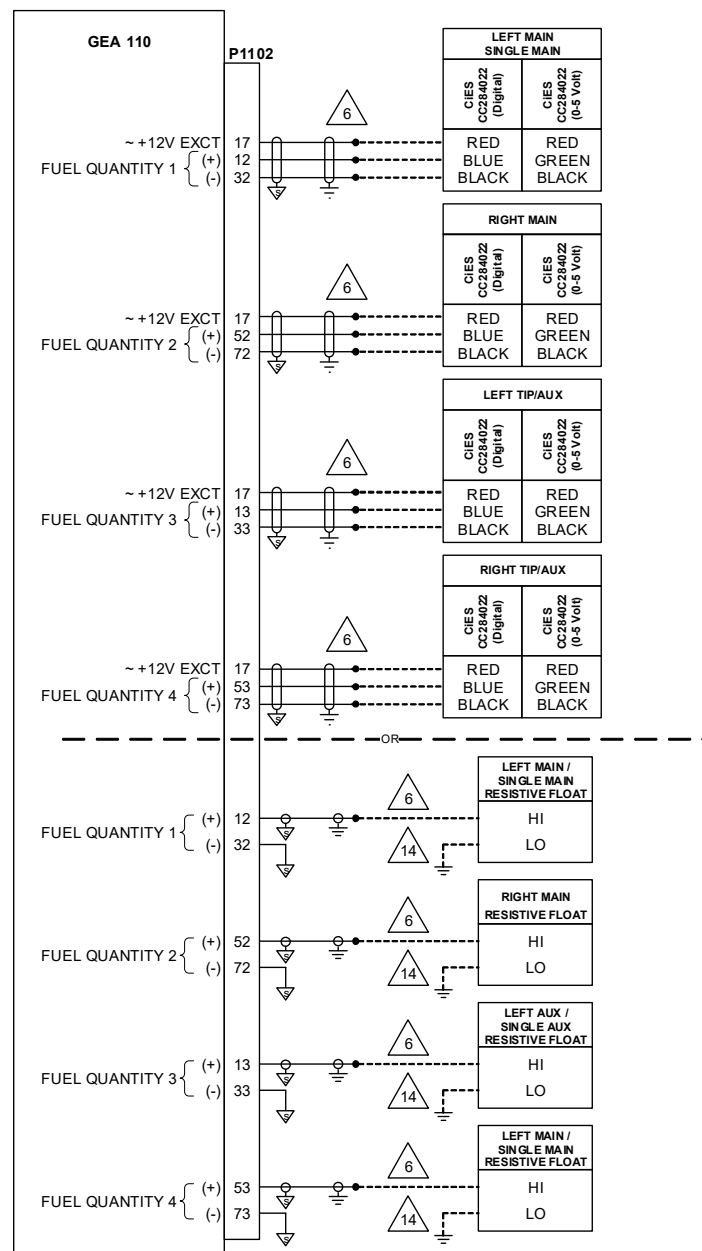 GEA 110
P1102
LEFT MAIN
SINGLE MAIN
CiES
CC284022
(Digital)
CiES
CC284022
(0-5 Volt)
6
~ +12V EXCT 17 RED RED
FUEL QUANTITY 1 { (+) 12 BLUE GREEN
(-) 32 BLACK BLACK
S
RIGHT MAIN
CiES
CC284022
(Digital)
CiES
CC284022
(0-5 Volt)
6
~ +12V EXCT 17 RED RED
FUEL QUANTITY 2 { (+) 52 BLUE GREEN
(-) 72 BLACK BLACK
S
LEFT TIP/AUX
CiES
CC284022
(Digital)
CiES
CC284022
(0-5 Volt)
6
~ +12V EXCT 17 RED RED
FUEL QUANTITY 3 { (+) 13 BLUE GREEN
(-) 33 BLACK BLACK
S
RIGHT TIP/AUX
CiES
CC284022
(Digital)
CiES
CC284022
(0-5 Volt)
6
~ +12V EXCT 17 RED RED
FUEL QUANTITY 4 { (+) 53 BLUE GREEN
(-) 73 BLACK BLACK
S
OR
LEFT MAIN /
SINGLE MAIN
RESISTIVE FLOAT
6
FUEL QUANTITY 1 { (+) 12 S HI
(-) 32 S 14 LO
RIGHT MAIN
RESISTIVE FLOAT
6
FUEL QUANTITY 2 { (+) 52 S HI
(-) 72 S 14 LO
LEFT AUX /
SINGLE AUX
RESISTIVE FLOAT
6
FUEL QUANTITY 3 { (+) 13 S HI
(-) 33 S 14 LO
LEFT MAIN /
SINGLE MAIN
RESISTIVE FLOAT
6
FUEL QUANTITY 4 { (+) 53 S HI
(-) 73 S 14 LO